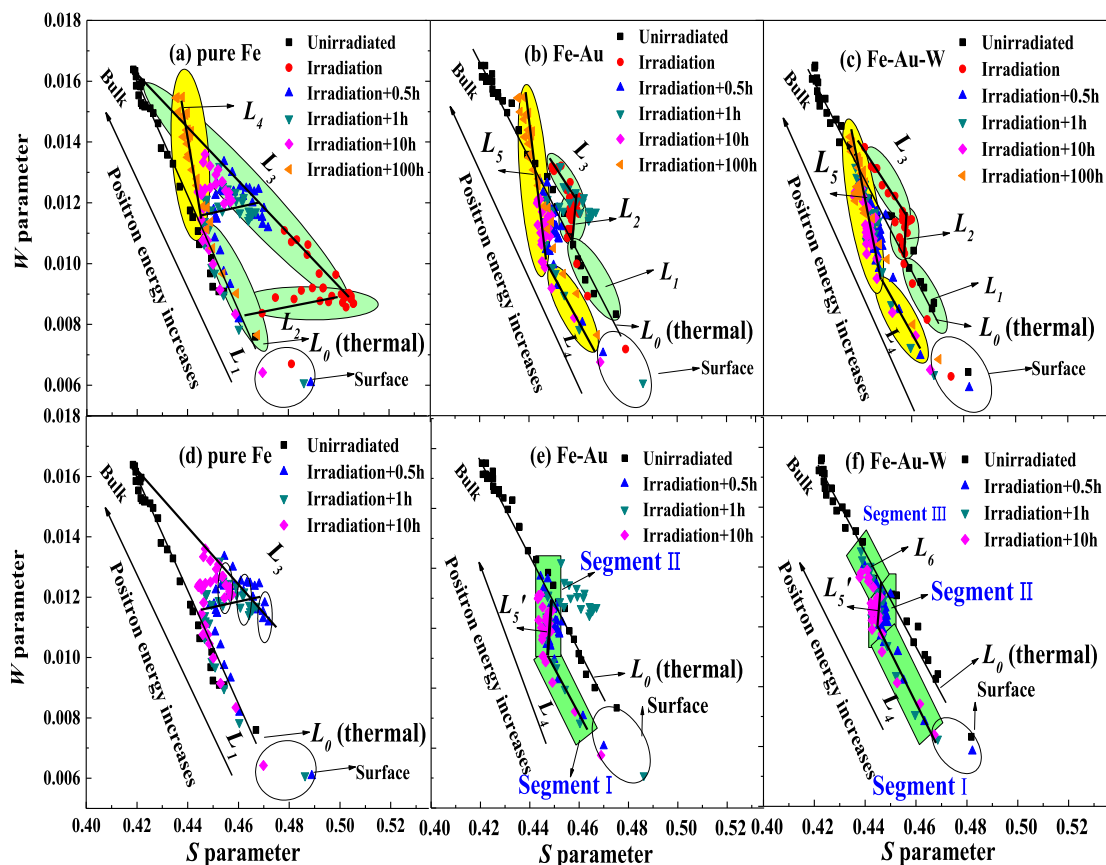 0.018
0.016
0.014
0.012
0.010
0.008
0.006
0.018
0.016
0.014
0.012
0.010
0.008
0.006
0.004
W parameter
W parameter
(a) pure Fe
Unirradiated
Irradiation
Irradiation+0.5h
Irradiation+1h
Irradiation+10h
Irradiation+100h
Bulk
L4
L3
L2
L1
L0 (thermal)
Surface
Positron energy increases
(b) Fe-Au
Unirradiated
Irradiation
Irradiation+0.5h
Irradiation+1h
Irradiation+10h
Irradiation+100h
Bulk
L5
L3
L2
L1
L0 (thermal)
L4
Surface
Positron energy increases
(c) Fe-Au-W
Unirradiated
Irradiation
Irradiation+0.5h
Irradiation+1h
Irradiation+10h
Irradiation+100h
Bulk
L3
L5
L2
L1
L0 (thermal)
L4
Surface
Positron energy increases
(d) pure Fe
Unirradiated
Irradiation+0.5h
Irradiation+1h
Irradiation+10h
Bulk
L3
L1
L0 (thermal)
Surface
Positron energy increases
(e) Fe-Au
Unirradiated
Irradiation+0.5h
Irradiation+1h
Irradiation+10h
Bulk
Segment II
L5'
L0 (thermal)
L4
Surface
Segment I
Positron energy increases
(f) Fe-Au-W
Unirradiated
Irradiation+0.5h
Irradiation+1h
Irradiation+10h
Bulk
Segment III
L6
L5'
Segment II
L0 (thermal)
Surface
L4
Segment I
Positron energy increases
0.40 0.42 0.44 0.46 0.48 0.50 0.40 0.42 0.44 0.46 0.48 0.50 0.40 0.42 0.44 0.46 0.48 0.50 0.52
S parameter S parameter S parameter